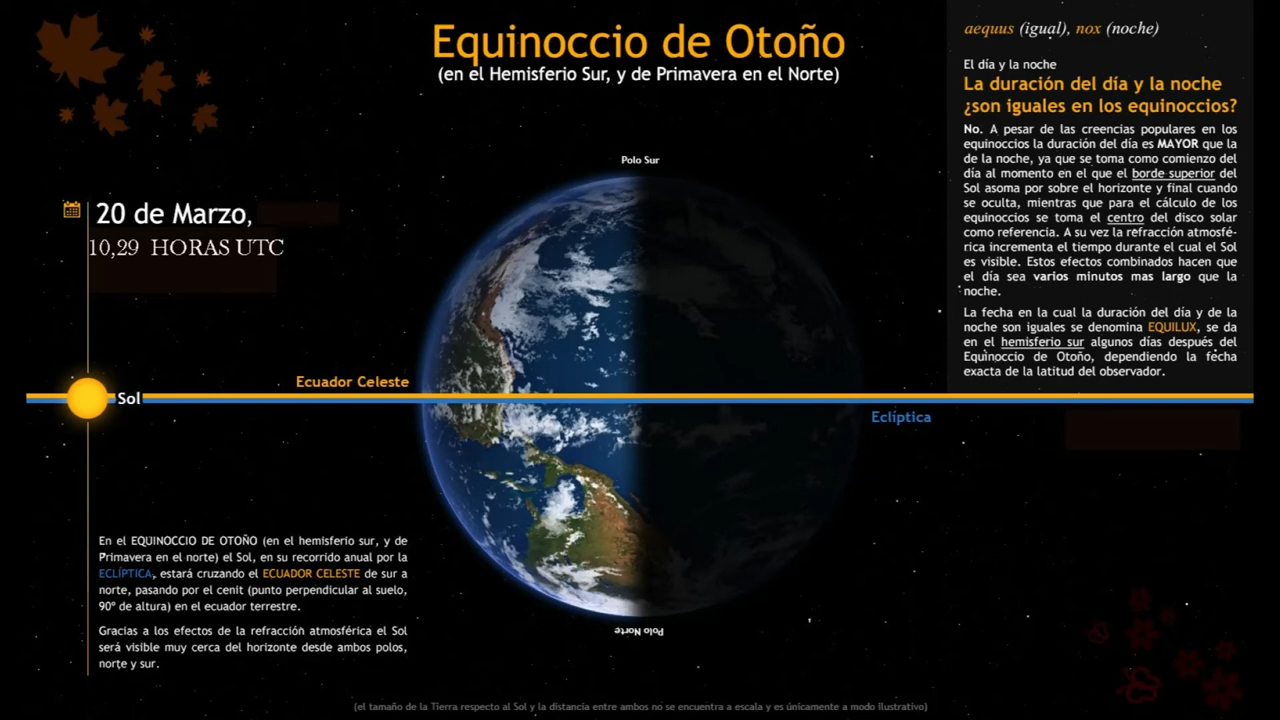 Equinoccio de Otoño
(en el Hemisferio Sur, y de Primavera en el Norte)
aequus (igual), nox (noche)
El día y la noche
La duración del día y la noche
¿son iguales en los equinoccios?
No. A pesar de las creencias populares en los
equinoccios la duración del día es MAYOR que la
de la noche, ya que se toma como comienzo del
día al momento en el que el borde superior del
Sol asoma por sobre el horizonte y final cuando
se oculta, mientras que para el cálculo de los
equinoccios se toma el centro del disco solar
como referencia. A su vez la refracción atmosfé-
rica incrementa el tiempo durante el cual el Sol
es visible. Estos efectos combinados hacen que
el día sea varios minutos mas largo que la
noche.
La fecha en la cual la duración del día y de la
noche son iguales se denomina EQUILUX, se da
en el hemisferio sur algunos días después del
Equinoccio de Otoño, dependiendo la fecha
exacta de la latitud del observador.
Polo Sur
20 de Marzo,
10,29 HORAS UTC
Ecuador Celeste
Sol
Eclíptica
En el EQUINOCCIO DE OTOÑO (en el hemisferio sur, y de
Primavera en el norte) el Sol, en su recorrido anual por la
ECLÍPTICA, estará cruzando el ECUADOR CELESTE de sur a
norte, pasando por el cenit (punto perpendicular al suelo,
90º de altura) en el ecuador terrestre.
Gracias a los efectos de la refracción atmosférica el Sol
será visible muy cerca del horizonte desde ambos polos,
norte y sur.
Polo Norte
(el tamaño de la Tierra respecto al Sol y la distancia entre ambos no se encuentra a escala y es únicamente a modo ilustrativo)